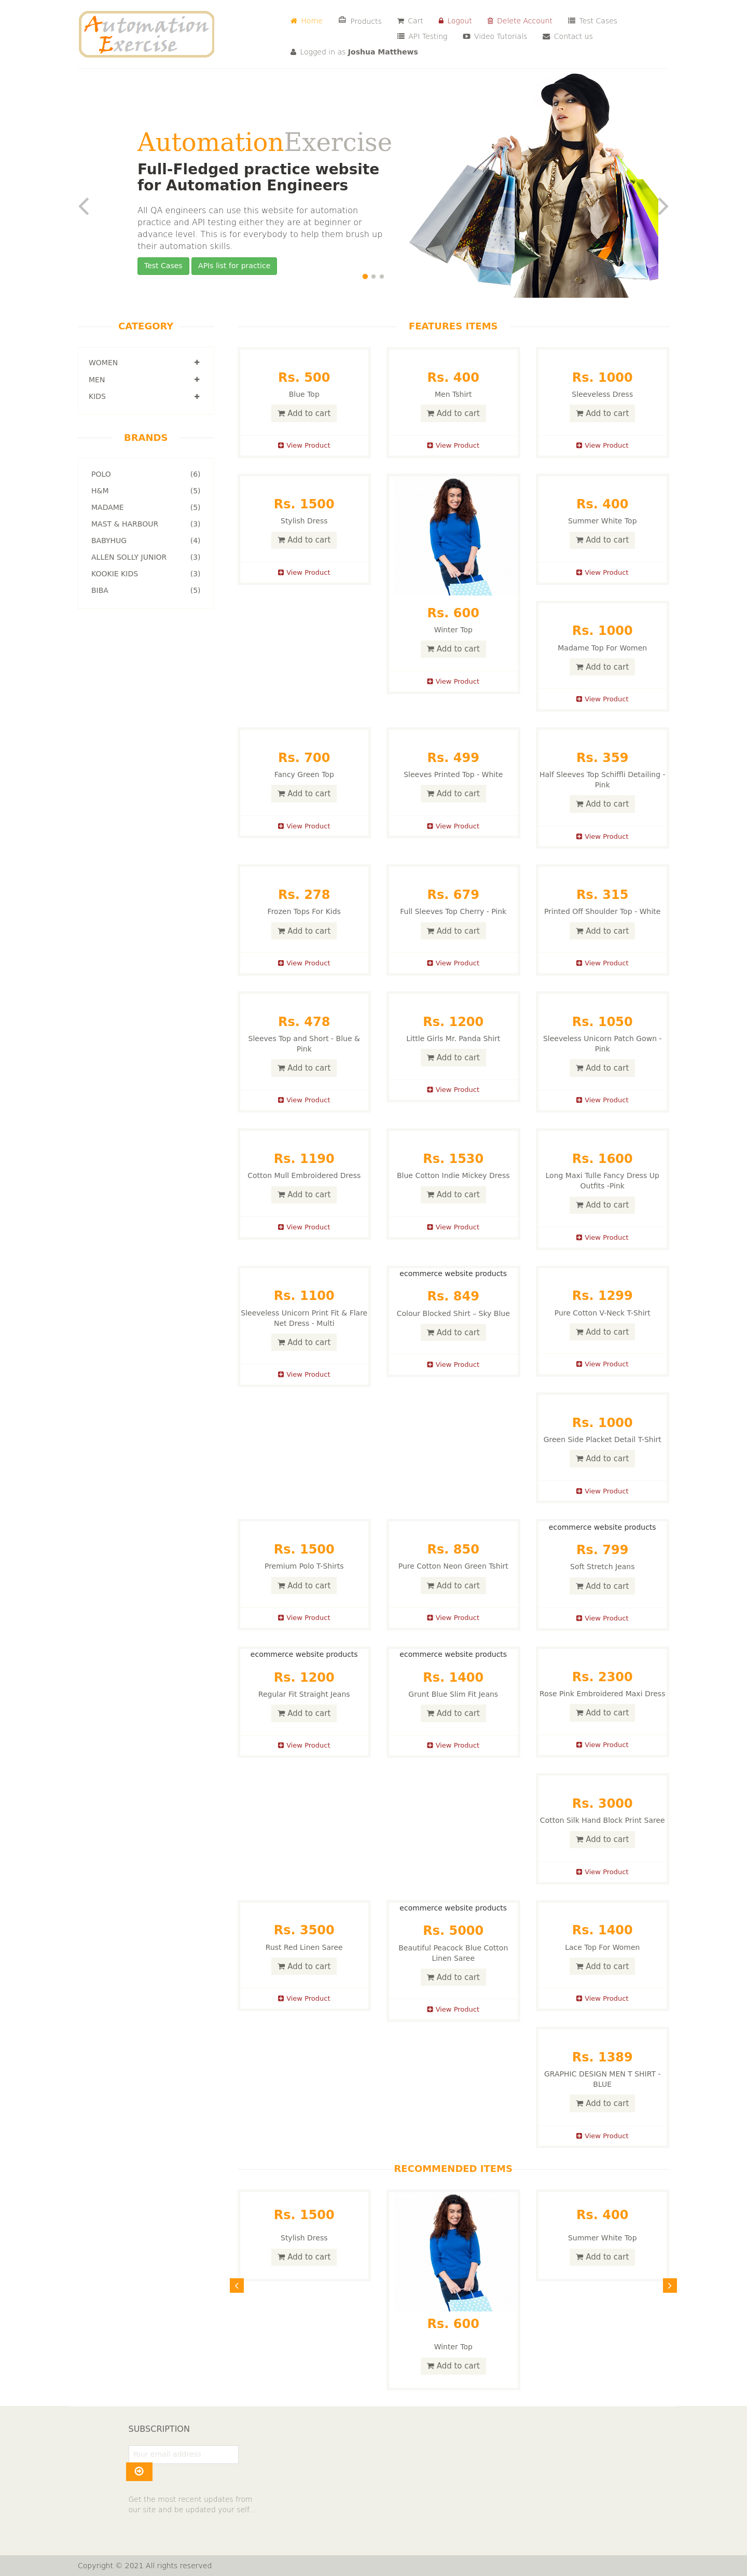 Automation
Exercise
Home
Products
Cart
Logout
Delete Account
Test Cases
API Testing
Video Tutorials
Contact us
Logged in as Joshua Matthews
AutomationExercise
Full-Fledged practice website
for Automation Engineers
All QA engineers can use this website for automation
practice and API testing either they are at beginner or
advance level. This is for everybody to help them brush up
their automation skills.
Test Cases
APIs list for practice
CATEGORY
WOMEN
MEN
KIDS
BRANDS
POLO (6)
H&M (5)
MADAME (5)
MAST & HARBOUR (3)
BABYHUG (4)
ALLEN SOLLY JUNIOR (3)
KOOKIE KIDS (3)
BIBA (5)
FEATURES ITEMS
Rs. 500
Blue Top
Add to cart
View Product
Rs. 400
Men Tshirt
Add to cart
View Product
Rs. 1000
Sleeveless Dress
Add to cart
View Product
Rs. 1500
Stylish Dress
Add to cart
View Product
Rs. 600
Winter Top
Add to cart
View Product
Rs. 400
Summer White Top
Add to cart
View Product
Rs. 1000
Madame Top For Women
Add to cart
View Product
Rs. 700
Fancy Green Top
Add to cart
View Product
Rs. 499
Sleeves Printed Top - White
Add to cart
View Product
Rs. 359
Half Sleeves Top Schiffli Detailing -
Pink
Add to cart
View Product
Rs. 278
Frozen Tops For Kids
Add to cart
View Product
Rs. 679
Full Sleeves Top Cherry - Pink
Add to cart
View Product
Rs. 315
Printed Off Shoulder Top - White
Add to cart
View Product
Rs. 478
Sleeves Top and Short - Blue &
Pink
Add to cart
View Product
Rs. 1200
Little Girls Mr. Panda Shirt
Add to cart
View Product
Rs. 1050
Sleeveless Unicorn Patch Gown -
Pink
Add to cart
View Product
Rs. 1190
Cotton Mull Embroidered Dress
Add to cart
View Product
Rs. 1530
Blue Cotton Indie Mickey Dress
Add to cart
View Product
Rs. 1600
Long Maxi Tulle Fancy Dress Up
Outfits -Pink
Add to cart
View Product
Rs. 1100
Sleeveless Unicorn Print Fit & Flare
Net Dress - Multi
Add to cart
View Product
ecommerce website products
Rs. 849
Colour Blocked Shirt – Sky Blue
Add to cart
View Product
Rs. 1299
Pure Cotton V-Neck T-Shirt
Add to cart
View Product
Rs. 1000
Green Side Placket Detail T-Shirt
Add to cart
View Product
Rs. 1500
Premium Polo T-Shirts
Add to cart
View Product
Rs. 850
Pure Cotton Neon Green Tshirt
Add to cart
View Product
ecommerce website products
Rs. 799
Soft Stretch Jeans
Add to cart
View Product
ecommerce website products
Rs. 1200
Regular Fit Straight Jeans
Add to cart
View Product
ecommerce website products
Rs. 1400
Grunt Blue Slim Fit Jeans
Add to cart
View Product
Rs. 2300
Rose Pink Embroidered Maxi Dress
Add to cart
View Product
Rs. 3000
Cotton Silk Hand Block Print Saree
Add to cart
View Product
Rs. 3500
Rust Red Linen Saree
Add to cart
View Product
ecommerce website products
Rs. 5000
Beautiful Peacock Blue Cotton
Linen Saree
Add to cart
View Product
Rs. 1400
Lace Top For Women
Add to cart
View Product
Rs. 1389
GRAPHIC DESIGN MEN T SHIRT -
BLUE
Add to cart
View Product
RECOMMENDED ITEMS
Rs. 1500
Stylish Dress
Add to cart
Rs. 600
Winter Top
Add to cart
Rs. 400
Summer White Top
Add to cart
SUBSCRIPTION
Your email address
Get the most recent updates from
our site and be updated your self...
Copyright © 2021 All rights reserved